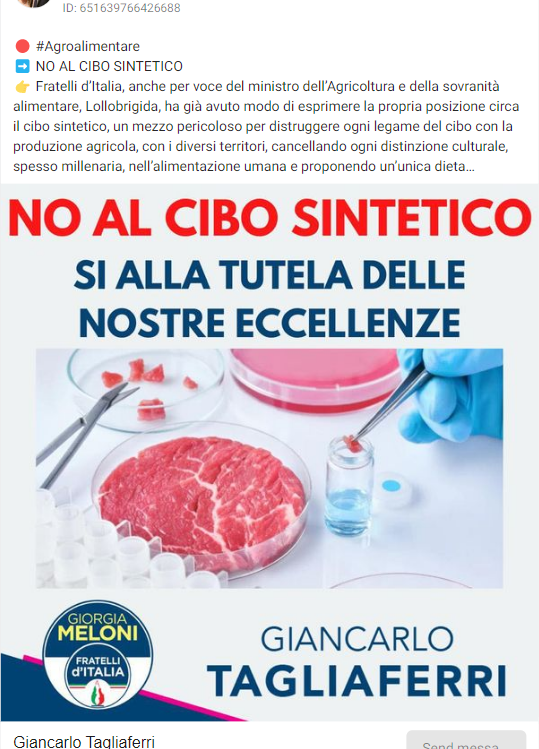 ID: 651639766426688
#Agroalimentare
NO AL CIBO SINTETICO
Fratelli d'Italia, anche per voce del ministro dell'Agricoltura e della sovranità
alimentare, Lollobrigida, ha già avuto modo di esprimere la propria posizione circa
il cibo sintetico, un mezzo pericoloso per distruggere ogni legame del cibo con la
produzione agricola, con i diversi territori, cancellando ogni distinzione culturale,
spesso millenaria, nell'alimentazione umana e proponendo un'unica dieta...
NO AL CIBO SINTETICO
SI ALLA TUTELA DELLE
NOSTRE ECCELLENZE
GIORGIA
MELONI
FRATELLI
d'ITALIA
GIANCARLO
TAGLIAFERRI
Giancarlo Tagliaferri
Send messa...